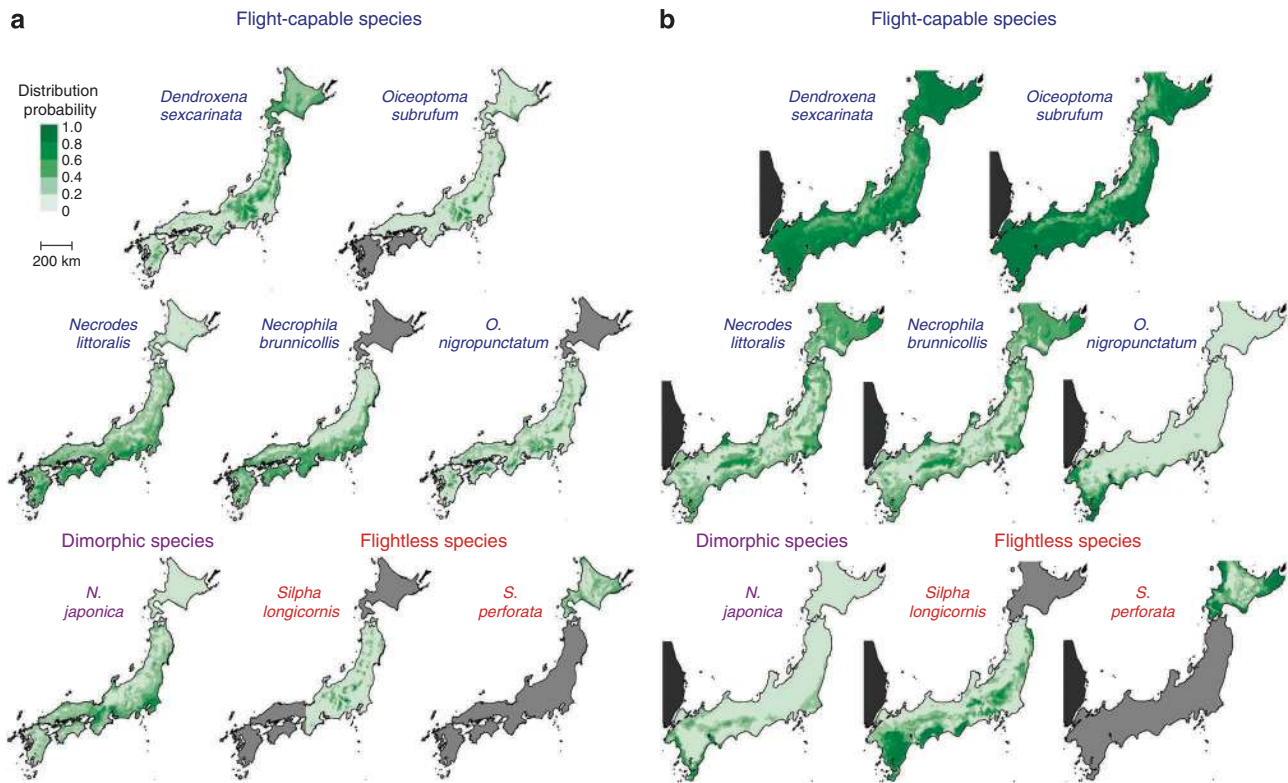 a
Flight-capable species
Distribution
probability
1.0
0.8
0.6
0.4
0.2
0
200 km
Dendroxena
sexcarinata
Oiceoptoma
subrufum
Necrodes
littoralis
Necrophila
brunnicollis
O.
nigropunctatum
Dimorphic species
Flightless species
N.
japonica
Silpha
longicornis
S.
perforata
b
Flight-capable species
Dendroxena
sexcarinata
Oiceoptoma
subrufum
Necrodes
littoralis
Necrophila
brunnicollis
O.
nigropunctatum
Dimorphic species
Flightless species
N.
japonica
Silpha
longicornis
S.
perforata